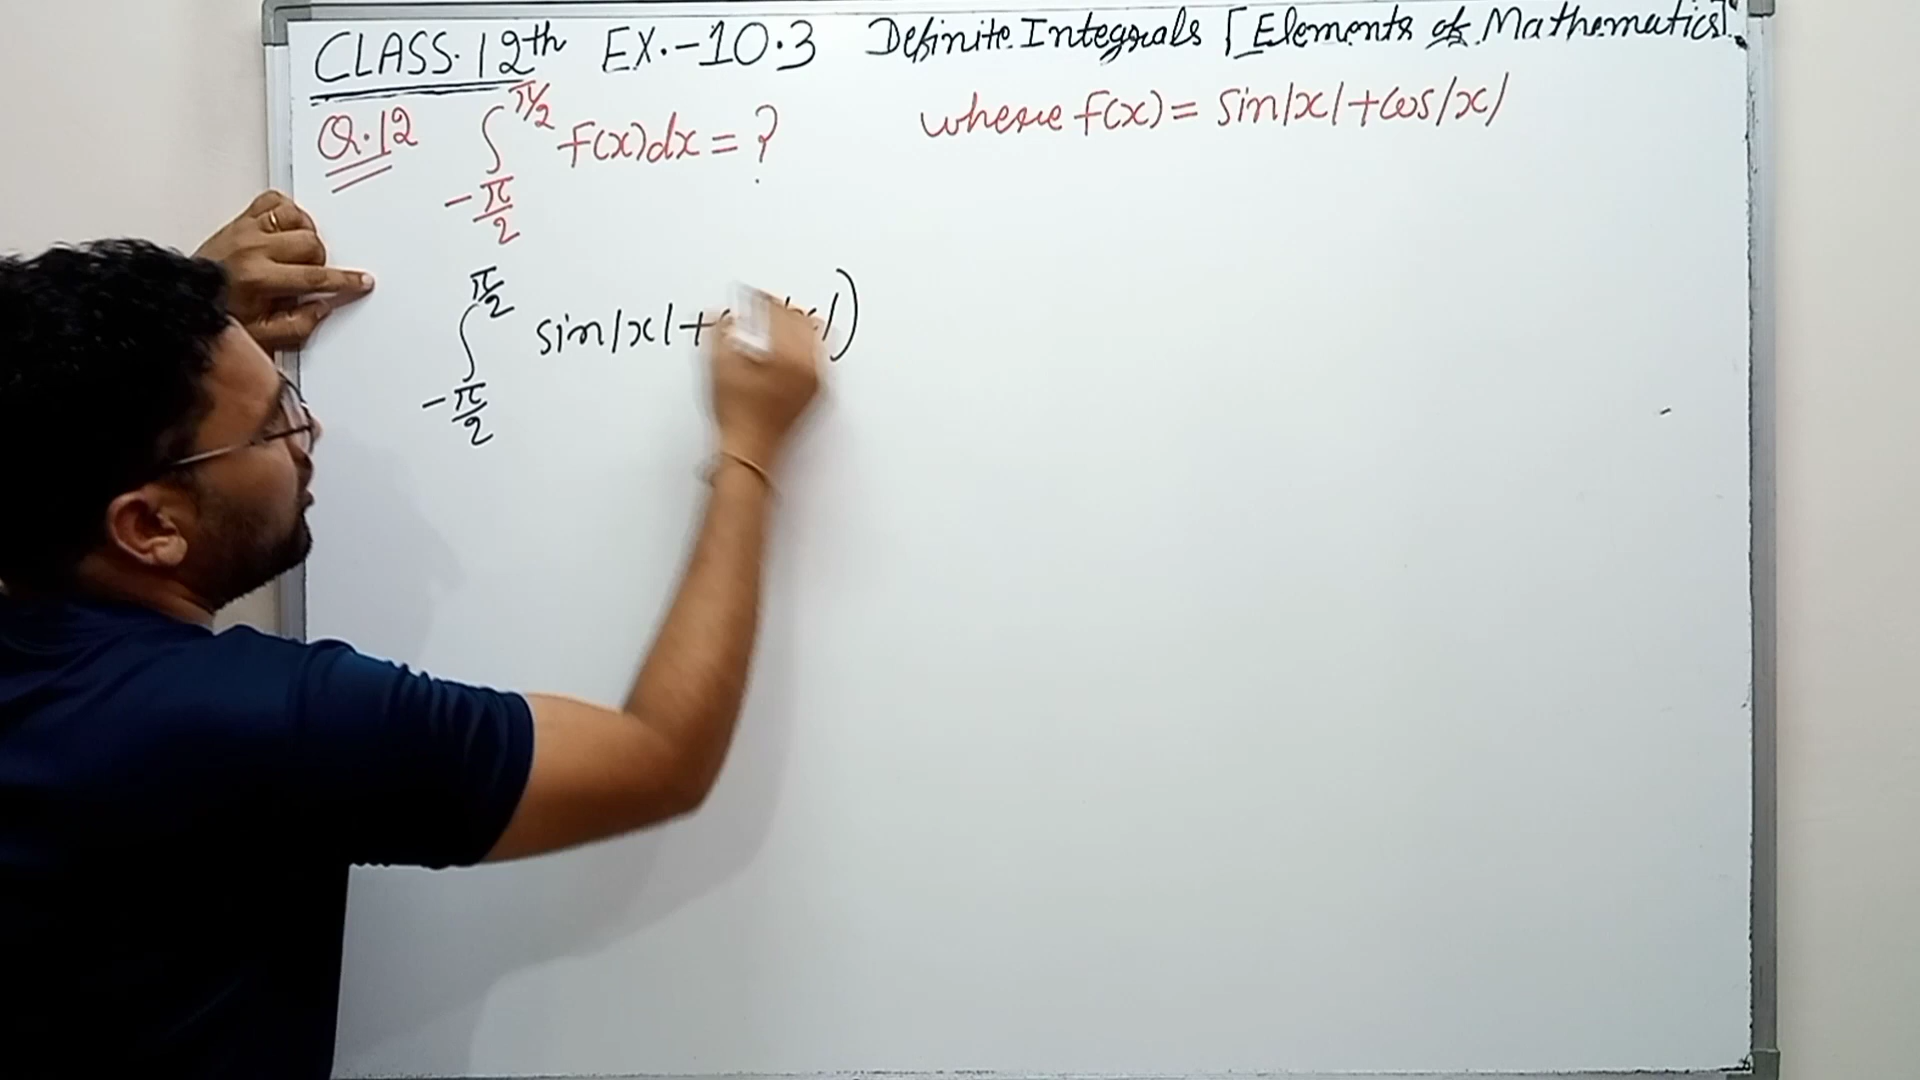 CLASS. 12th EX.-10.3 Definite Integrals [Elements of Mathematics]
Q.12 ∫_{-π/2}^{π/2} f(x)dx = ? where f(x) = sin|x|+cos|x|
∫_{-π/2}^{π/2} sin|x|+ )